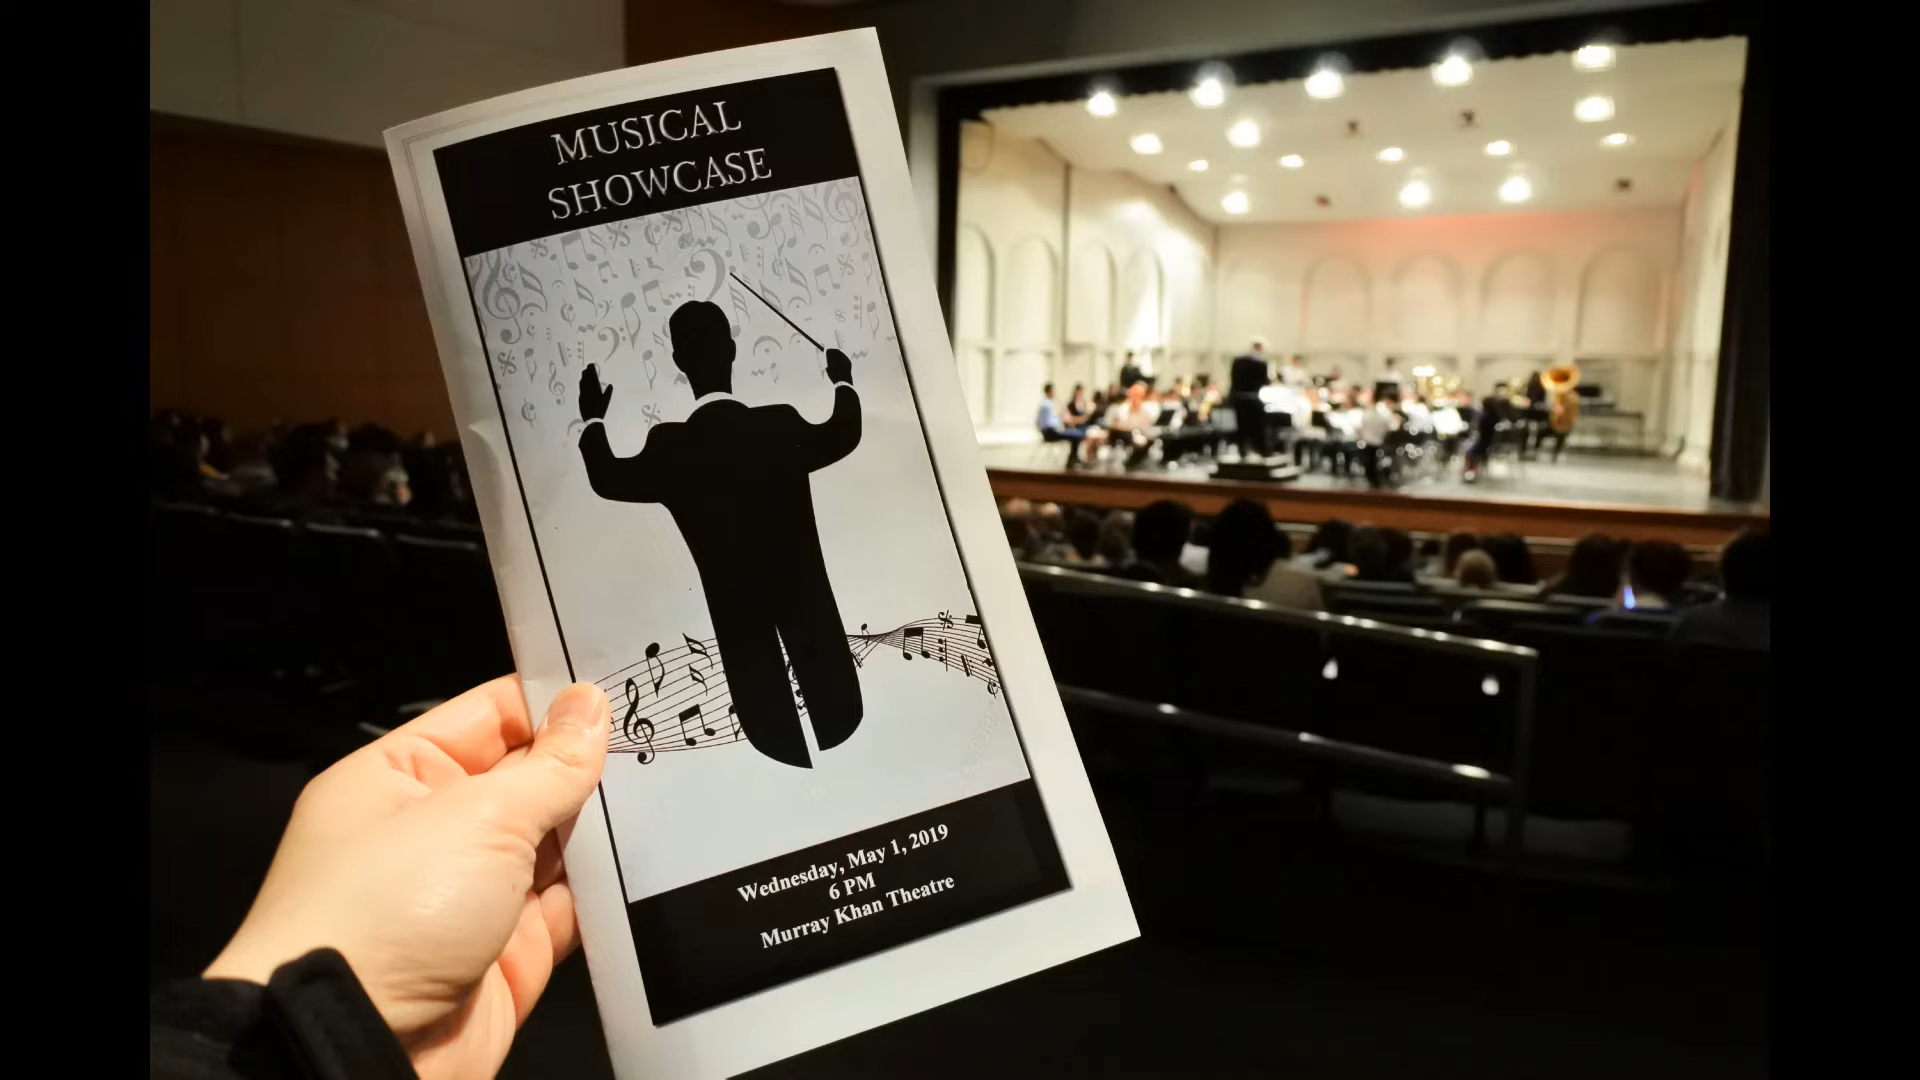 MUSICAL
SHOWCASE
Wednesday, May 1, 2019
6 PM
Murray Khan Theatre